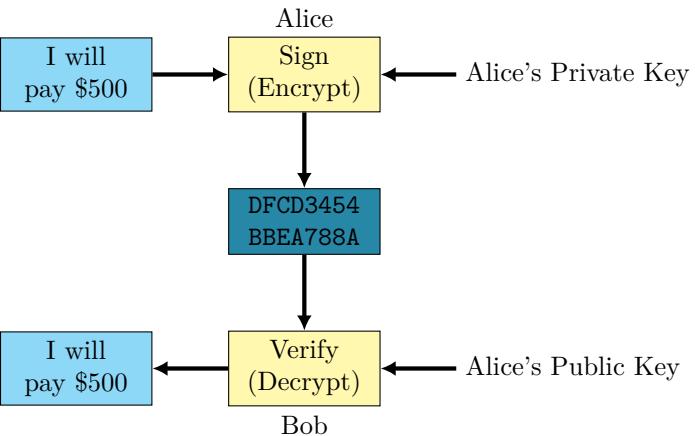 Alice
I will
pay $500
Sign
(Encrypt)
Alice's Private Key
DFCD3454
BBEA788A
I will
pay $500
Verify
(Decrypt)
Alice's Public Key
Bob